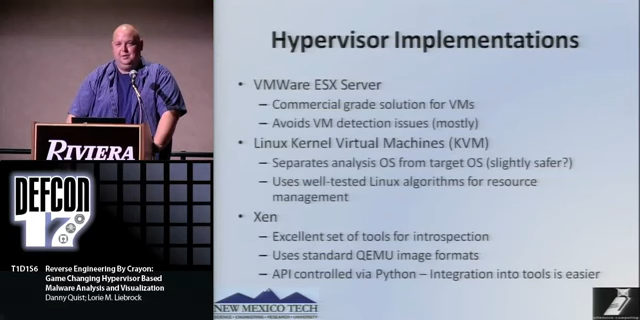 RIVIERA
DEFCON
17
T1D1S6 Reverse Engineering By Crayon:
Game Changing Hypervisor Based
Malware Analysis and Visualization
Danny Quist; Lorie M. Liebrock
Hypervisor Implementations
• VMWare ESX Server
– Commercial grade solution for VMs
– Avoids VM detection issues (mostly)
• Linux Kernel Virtual Machines (KVM)
– Separates analysis OS from target OS (slightly safer?)
– Uses well-tested Linux algorithms for resource
management
• Xen
– Excellent set of tools for introspection
– Uses standard QEMU image formats
– API controlled via Python – Integration into tools is easier
NEW MEXICO TECH
SCIENCE • ENGINEERING • RESEARCH • UNIVERSITY